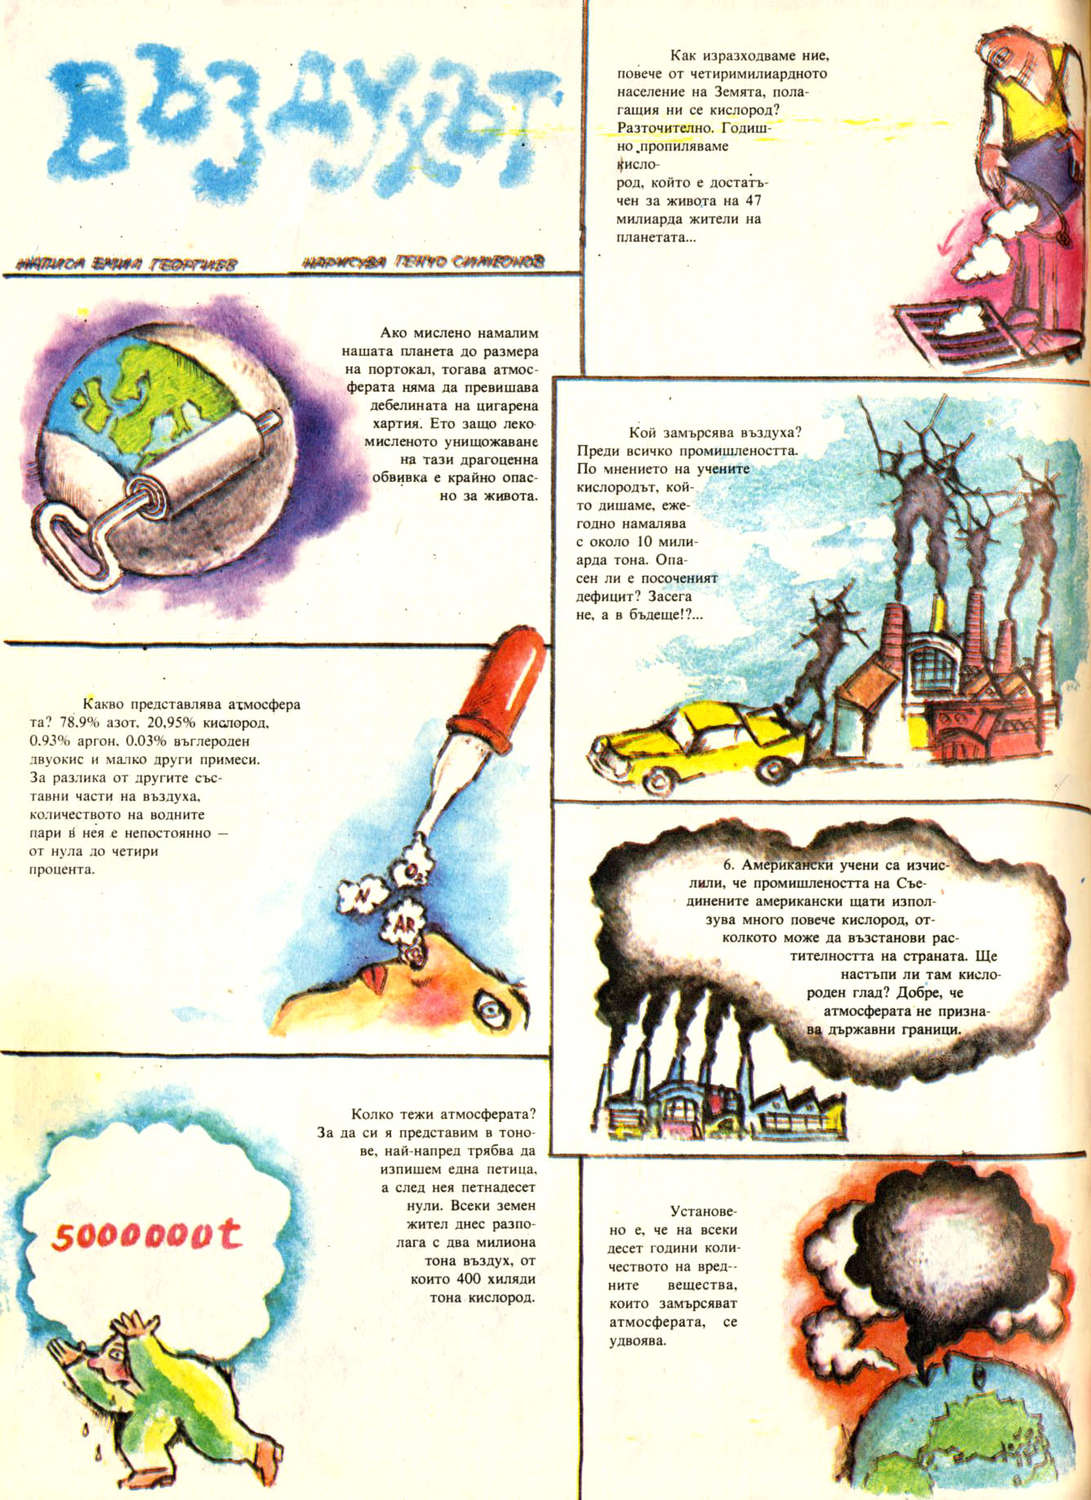 Въздухът
НАПИСА ЕМИЛ ГЕОРГИЕВ
НАРИСУВА ГЕНЧО СИМЕОНОВ
Ако мислено намалим
нашата планета до размера
на портокал, тогава атмос-
ферата няма да превишава
дебелината на цигарена
хартия. Ето защо леко
мисленото унищожаване
на тази драгоценна
обвивка е крайно опас-
но за живота.
Какво представлява атмосфера
та? 78.9% азот, 20,95% кислород,
0.93% аргон, 0.03% въглероден
двуокис и малко други примеси.
За разлика от другите със-
тавни части на въздуха,
количеството на водните
пари в нея е непостоянно —
от нула до четири
процента.
O2
N
AR
Колко тежи атмосферата?
За да си я представим в тоно-
ве, най-напред трябва да
изпишем една петица,
а след нея петнадесет
нули. Всеки земен
жител днес разпо-
лага с два милиона
тона въздух, от
които 400 хиляди
тона кислород.
5000000t
Как изразходваме ние,
повече от четиримилиардното
население на Земята, пола-
гащия ни се кислород?
Разточително. Годиш-
но пропиляваме
кисло-
род, който е достатъ-
чен за живота на 47
милиарда жители на
планетата...
Кой замърсява въздуха?
Преди всичко промишлеността.
По мнението на учените
кислородът, кой-
то дишаме, еже-
годно намалява
с около 10 мили-
арда тона. Опа-
сен ли е посоченият
дефицит? Засега
не, а в бъдеще!?...
6. Американски учени са изчис-
лили, че промишлеността на Съе-
динените американски щати изпол-
зува много повече кислород, от-
колкото може да възстанови рас-
тителността на страната. Ще
настъпи ли там кисло-
роден глад? Добре, че
атмосферата не призна-
ва държавни граници.
Установе-
но е, че на всеки
десет години коли-
чеството на вред--
ните вещества,
които замърсяват
атмосферата, се
удвоява.